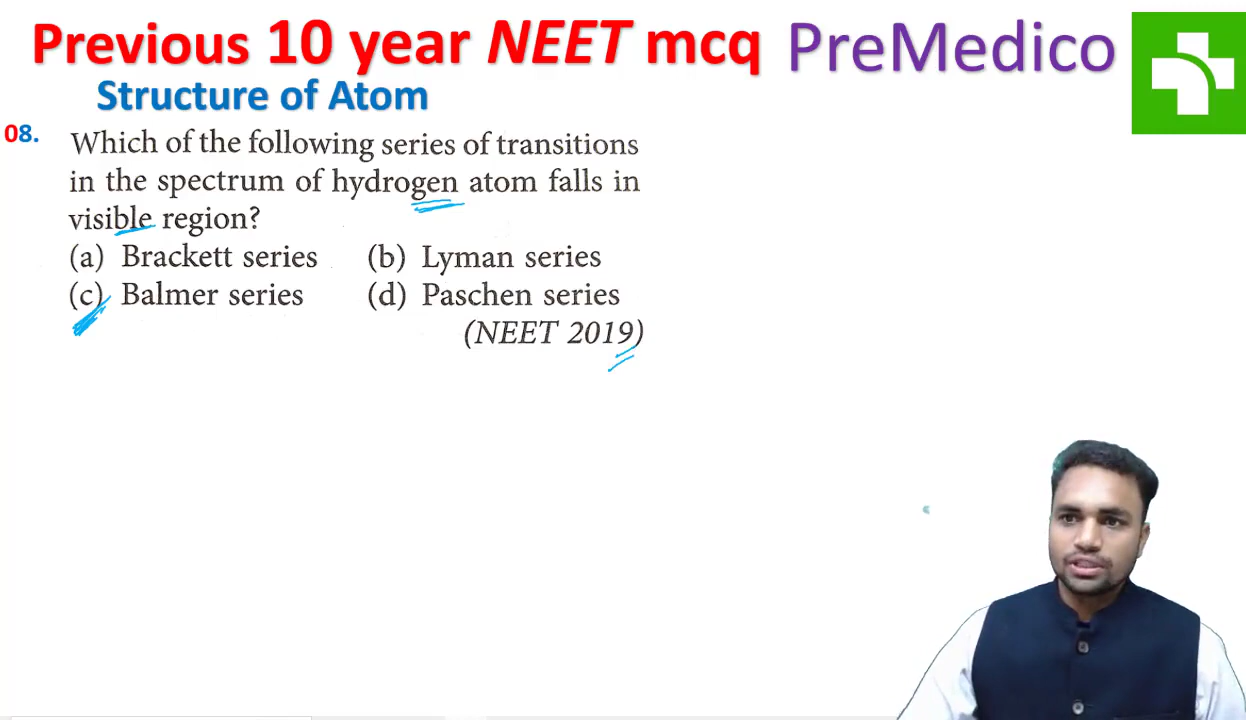 Previous 10 year NEET mcq PreMedico
Structure of Atom
08. Which of the following series of transitions
in the spectrum of hydrogen atom falls in
visible region?
(a) Brackett series (b) Lyman series
(c) Balmer series (d) Paschen series
(NEET 2019)